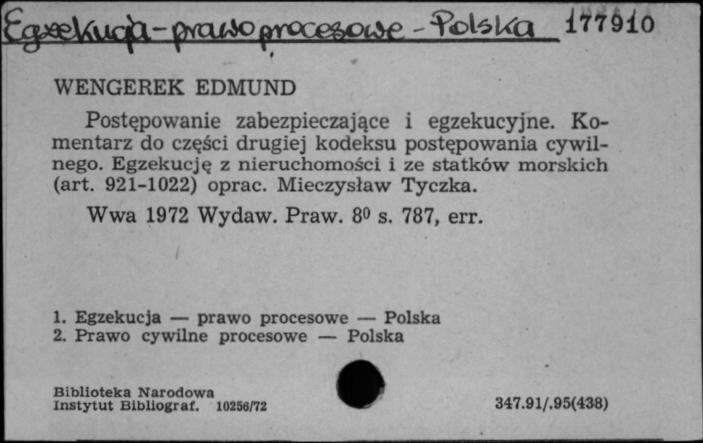 Egzekucja - prawo procesowe - Polska 177910
WENGEREK EDMUND
Postępowanie zabezpieczające i egzekucyjne. Ko-
mentarz do części drugiej kodeksu postępowania cywil-
nego. Egzekucję z nieruchomości i ze statków morskich
(art. 921-1022) oprac. Mieczysław Tyczka.
Wwa 1972 Wydaw. Praw. 8⁰ s. 787, err.
1. Egzekucja — prawo procesowe — Polska
2. Prawo cywilne procesowe — Polska
Biblioteka Narodowa
Instytut Bibliograf. 10256/72
347.91/.95(438)